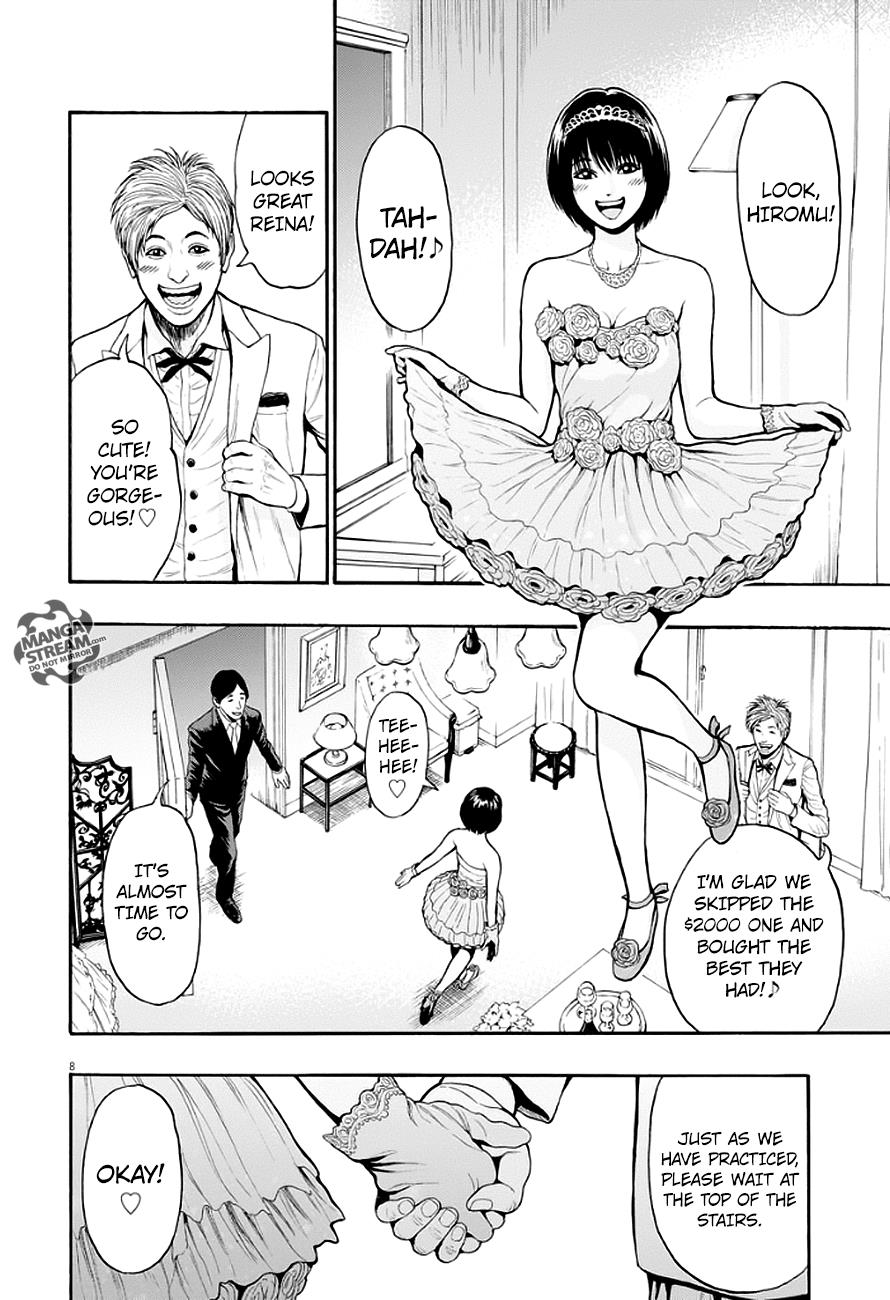 LOOK,
HIROMU!
TAH-
DAH!♪
LOOKS
GREAT
REINA!
SO
CUTE!
YOU'RE
GORGE-
OUS!♡
I'M GLAD WE
SKIPPED THE
$2000 ONE AND
BOUGHT THE
BEST THEY
HAD!♪
TEE-
HEE-
HEE!
♡
IT'S
ALMOST
TIME TO
GO.
MANGA
STREAM.com
DO NOT MIRROR
8
JUST AS WE
HAVE PRACTICED,
PLEASE WAIT AT
THE TOP OF THE
STAIRS.
OKAY!
♡